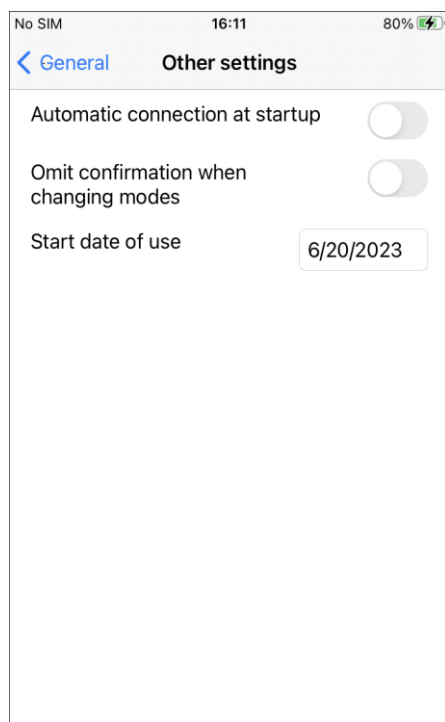 No SIM 16:11 80%
General Other settings
Automatic connection at startup
Omit confirmation when
changing modes
Start date of use 6/20/2023